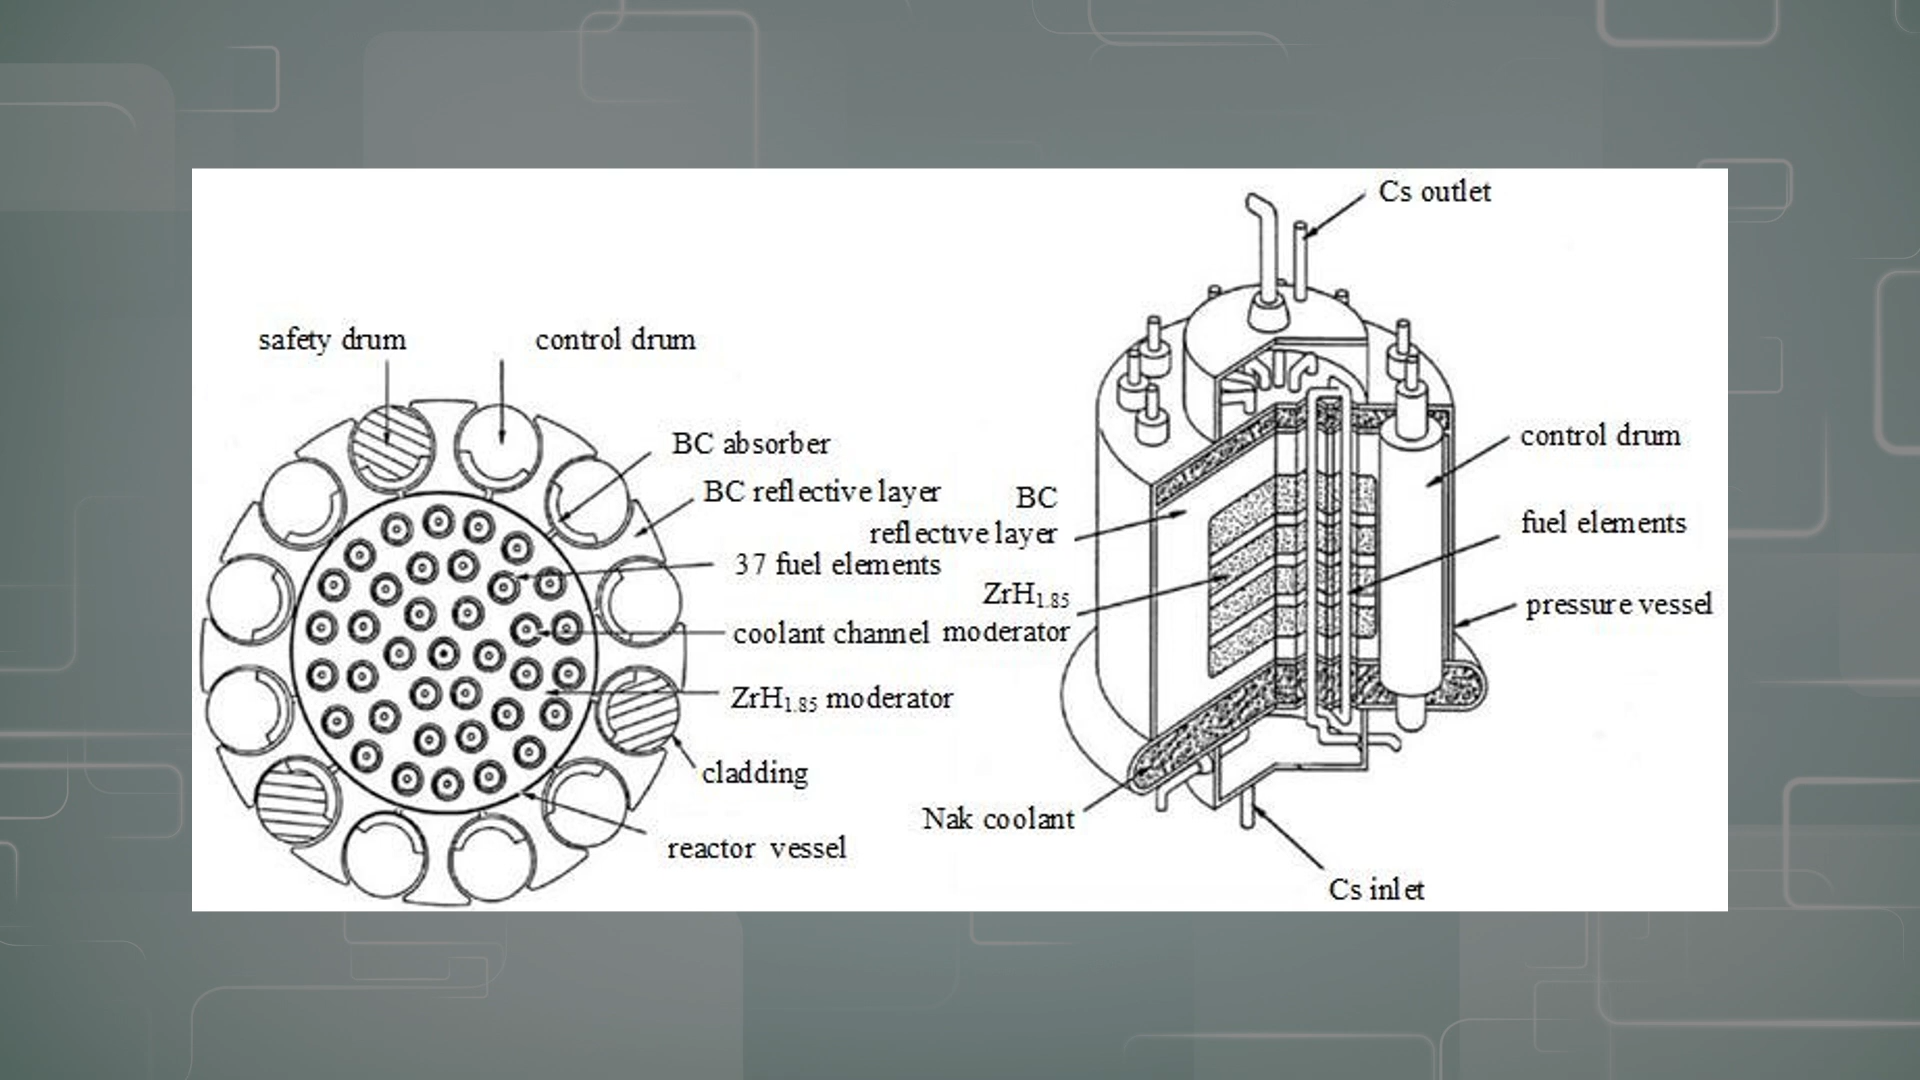 safety drum
control drum
BC absorber
BC reflective layer
37 fuel elements
coolant channel
ZrH1.85 moderator
cladding
reactor vessel
Cs outlet
BC
reflective layer
ZrH1.85
moderator
Nak coolant
control drum
fuel elements
pressure vessel
Cs inlet